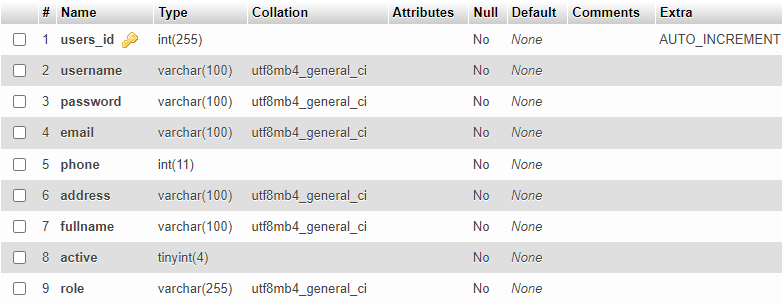 # Name Type Collation Attributes Null Default Comments Extra
1 users_id int(255) No None AUTO_INCREMENT
2 username varchar(100) utf8mb4_general_ci No None
3 password varchar(100) utf8mb4_general_ci No None
4 email varchar(100) utf8mb4_general_ci No None
5 phone int(11) No None
6 address varchar(100) utf8mb4_general_ci No None
7 fullname varchar(100) utf8mb4_general_ci No None
8 active tinyint(4) No None
9 role varchar(255) utf8mb4_general_ci No None